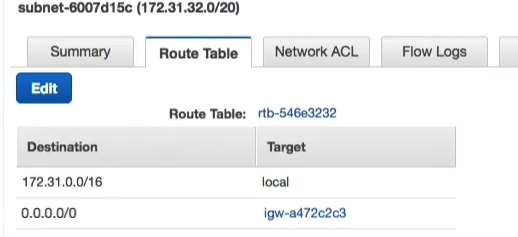 subnet-6007d15c (172.31.32.0/20)
Summary Route Table Network ACL Flow Logs
Edit
Route Table: rtb-546e3232
Destination Target
172.31.0.0/16 local
0.0.0.0/0 igw-a472c2c3